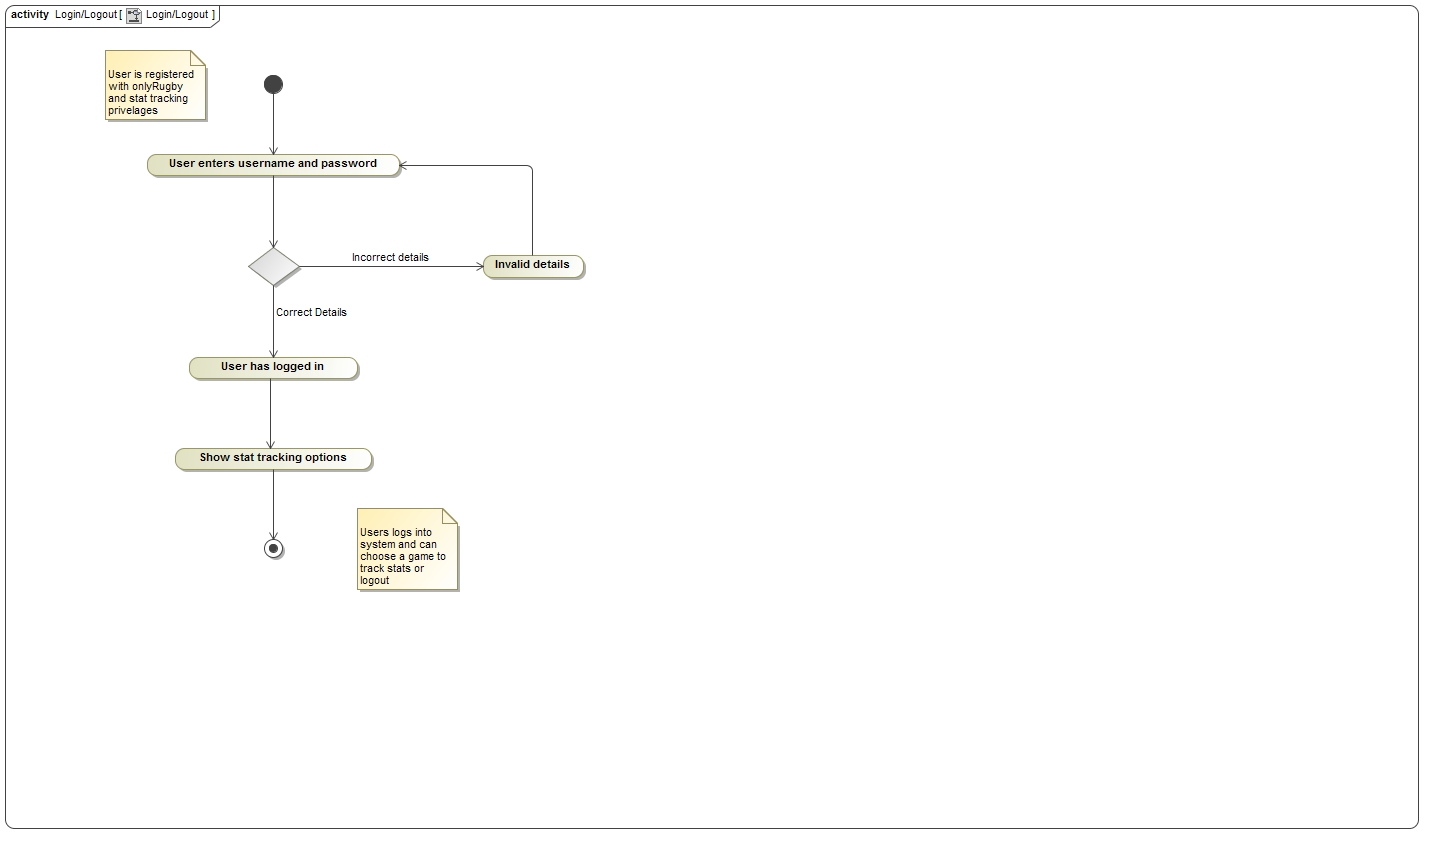 activity Login/Logout [ Login/Logout ]
User is registered
with onlyRugby
and stat tracking
privelages
User enters username and password
Incorrect details
Invalid details
Correct Details
User has logged in
Show stat tracking options
Users logs into
system and can
choose a game to
track stats or
logout